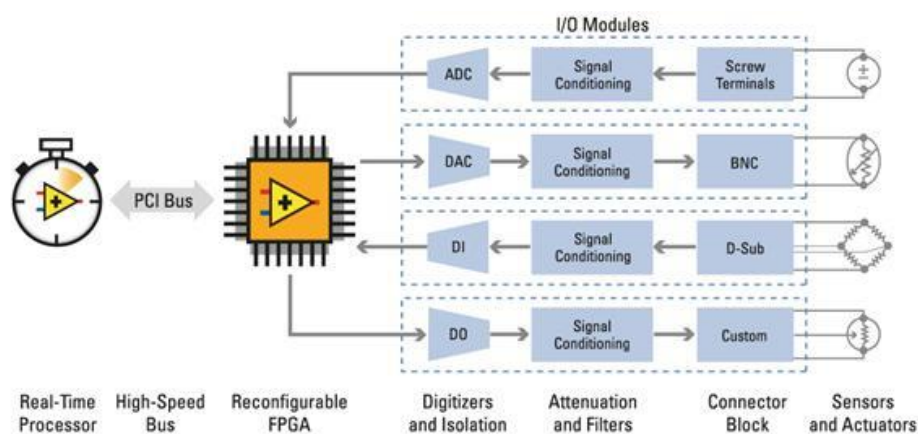 I/O Modules
ADC
Signal
Conditioning
Screw
Terminals
PCI Bus
DAC
Signal
Conditioning
BNC
DI
Signal
Conditioning
D-Sub
DO
Signal
Conditioning
Custom
Real-Time
Processor
High-Speed
Bus
Reconfigurable
FPGA
Digitizers
and Isolation
Attenuation
and Filters
Connector
Block
Sensors
and Actuators